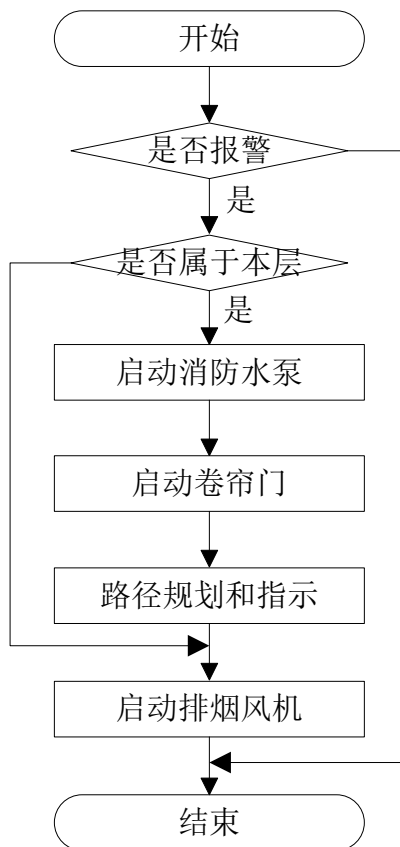 开始
是否报警
是
是否属于本层
是
启动消防水泵
启动卷帘门
路径规划和指示
启动排烟风机
结束